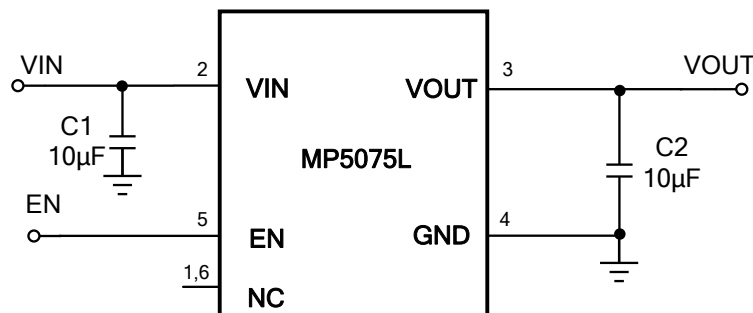 VIN
2
VIN
VOUT
3
VOUT
C1
10µF
MP5075L
C2
10µF
EN
5
EN
GND
4
1,6
NC